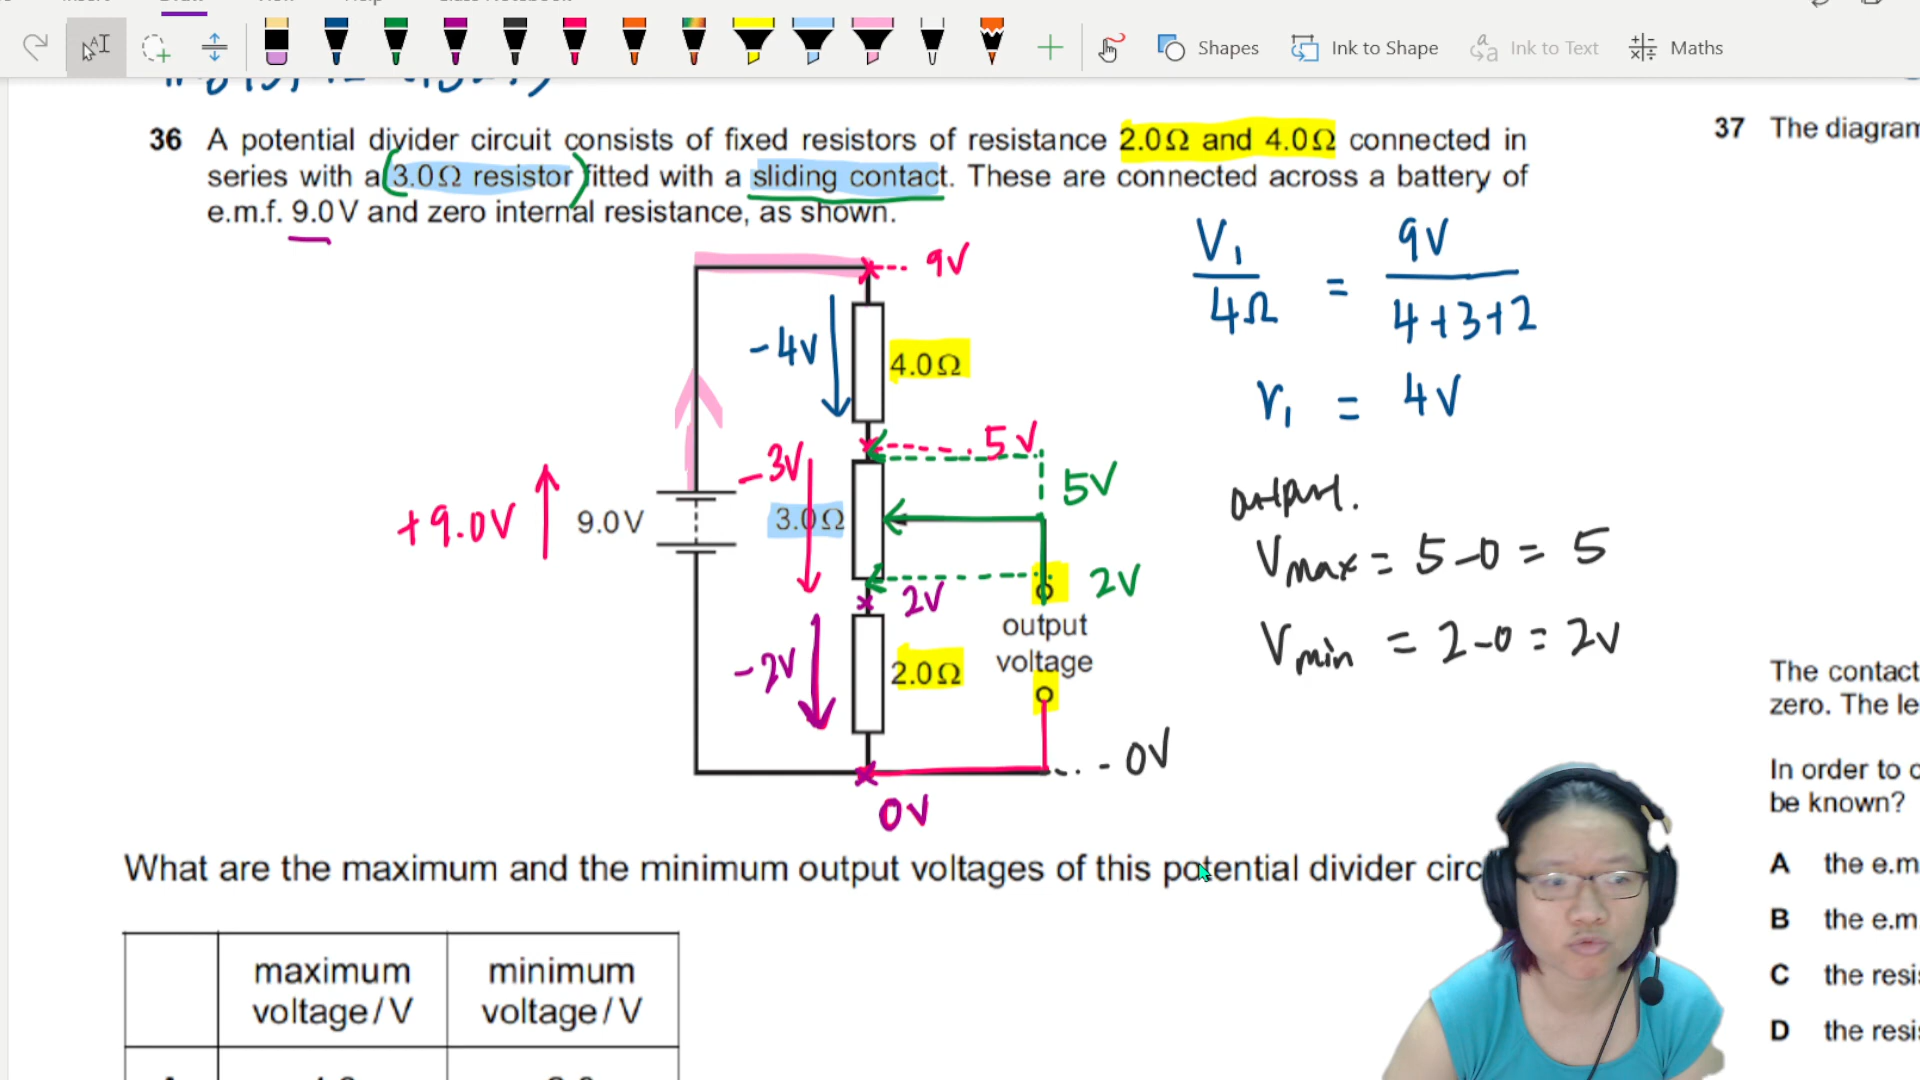 Shapes
Ink to Shape
Ink to Text
Maths
36 A potential divider circuit consists of fixed resistors of resistance 2.0Ω and 4.0Ω connected in
series with a 3.0Ω resistor fitted with a sliding contact. These are connected across a battery of
e.m.f. 9.0V and zero internal resistance, as shown.
9V
-4V
4.0Ω
5V
-3V
5V
+9.0V
9.0V
3.0Ω
2V
2V
output
voltage
-2V
2.0Ω
0V
0V
V1/4Ω = 9V/4+3+2
V1 = 4V
output.
Vmax = 5-0 = 5
Vmin = 2-0 = 2V
What are the maximum and the minimum output voltages of this potential divider circ
maximum
voltage/V
minimum
voltage/V
37 The diagram
The contact
zero. The le
In order to c
be known?
A the e.m
B the e.m
C the resi
D the resi